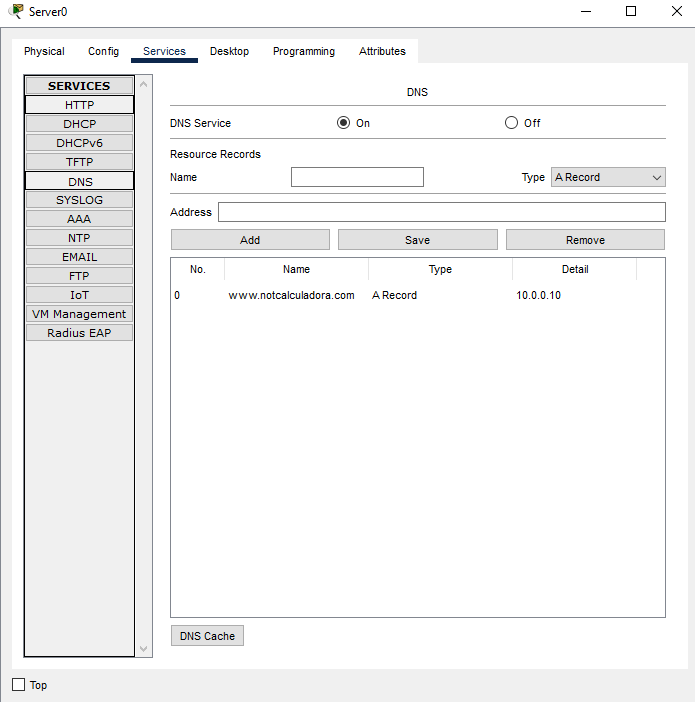 Server0
Physical Config Services Desktop Programming Attributes
SERVICES
HTTP
DHCP
DHCPv6
TFTP
DNS
SYSLOG
AAA
NTP
EMAIL
FTP
IoT
VM Management
Radius EAP
DNS
DNS Service On Off
Resource Records
Name Type A Record
Address
Add Save Remove
No. Name Type Detail
0 www.notcalculadora.com A Record 10.0.0.10
DNS Cache
Top